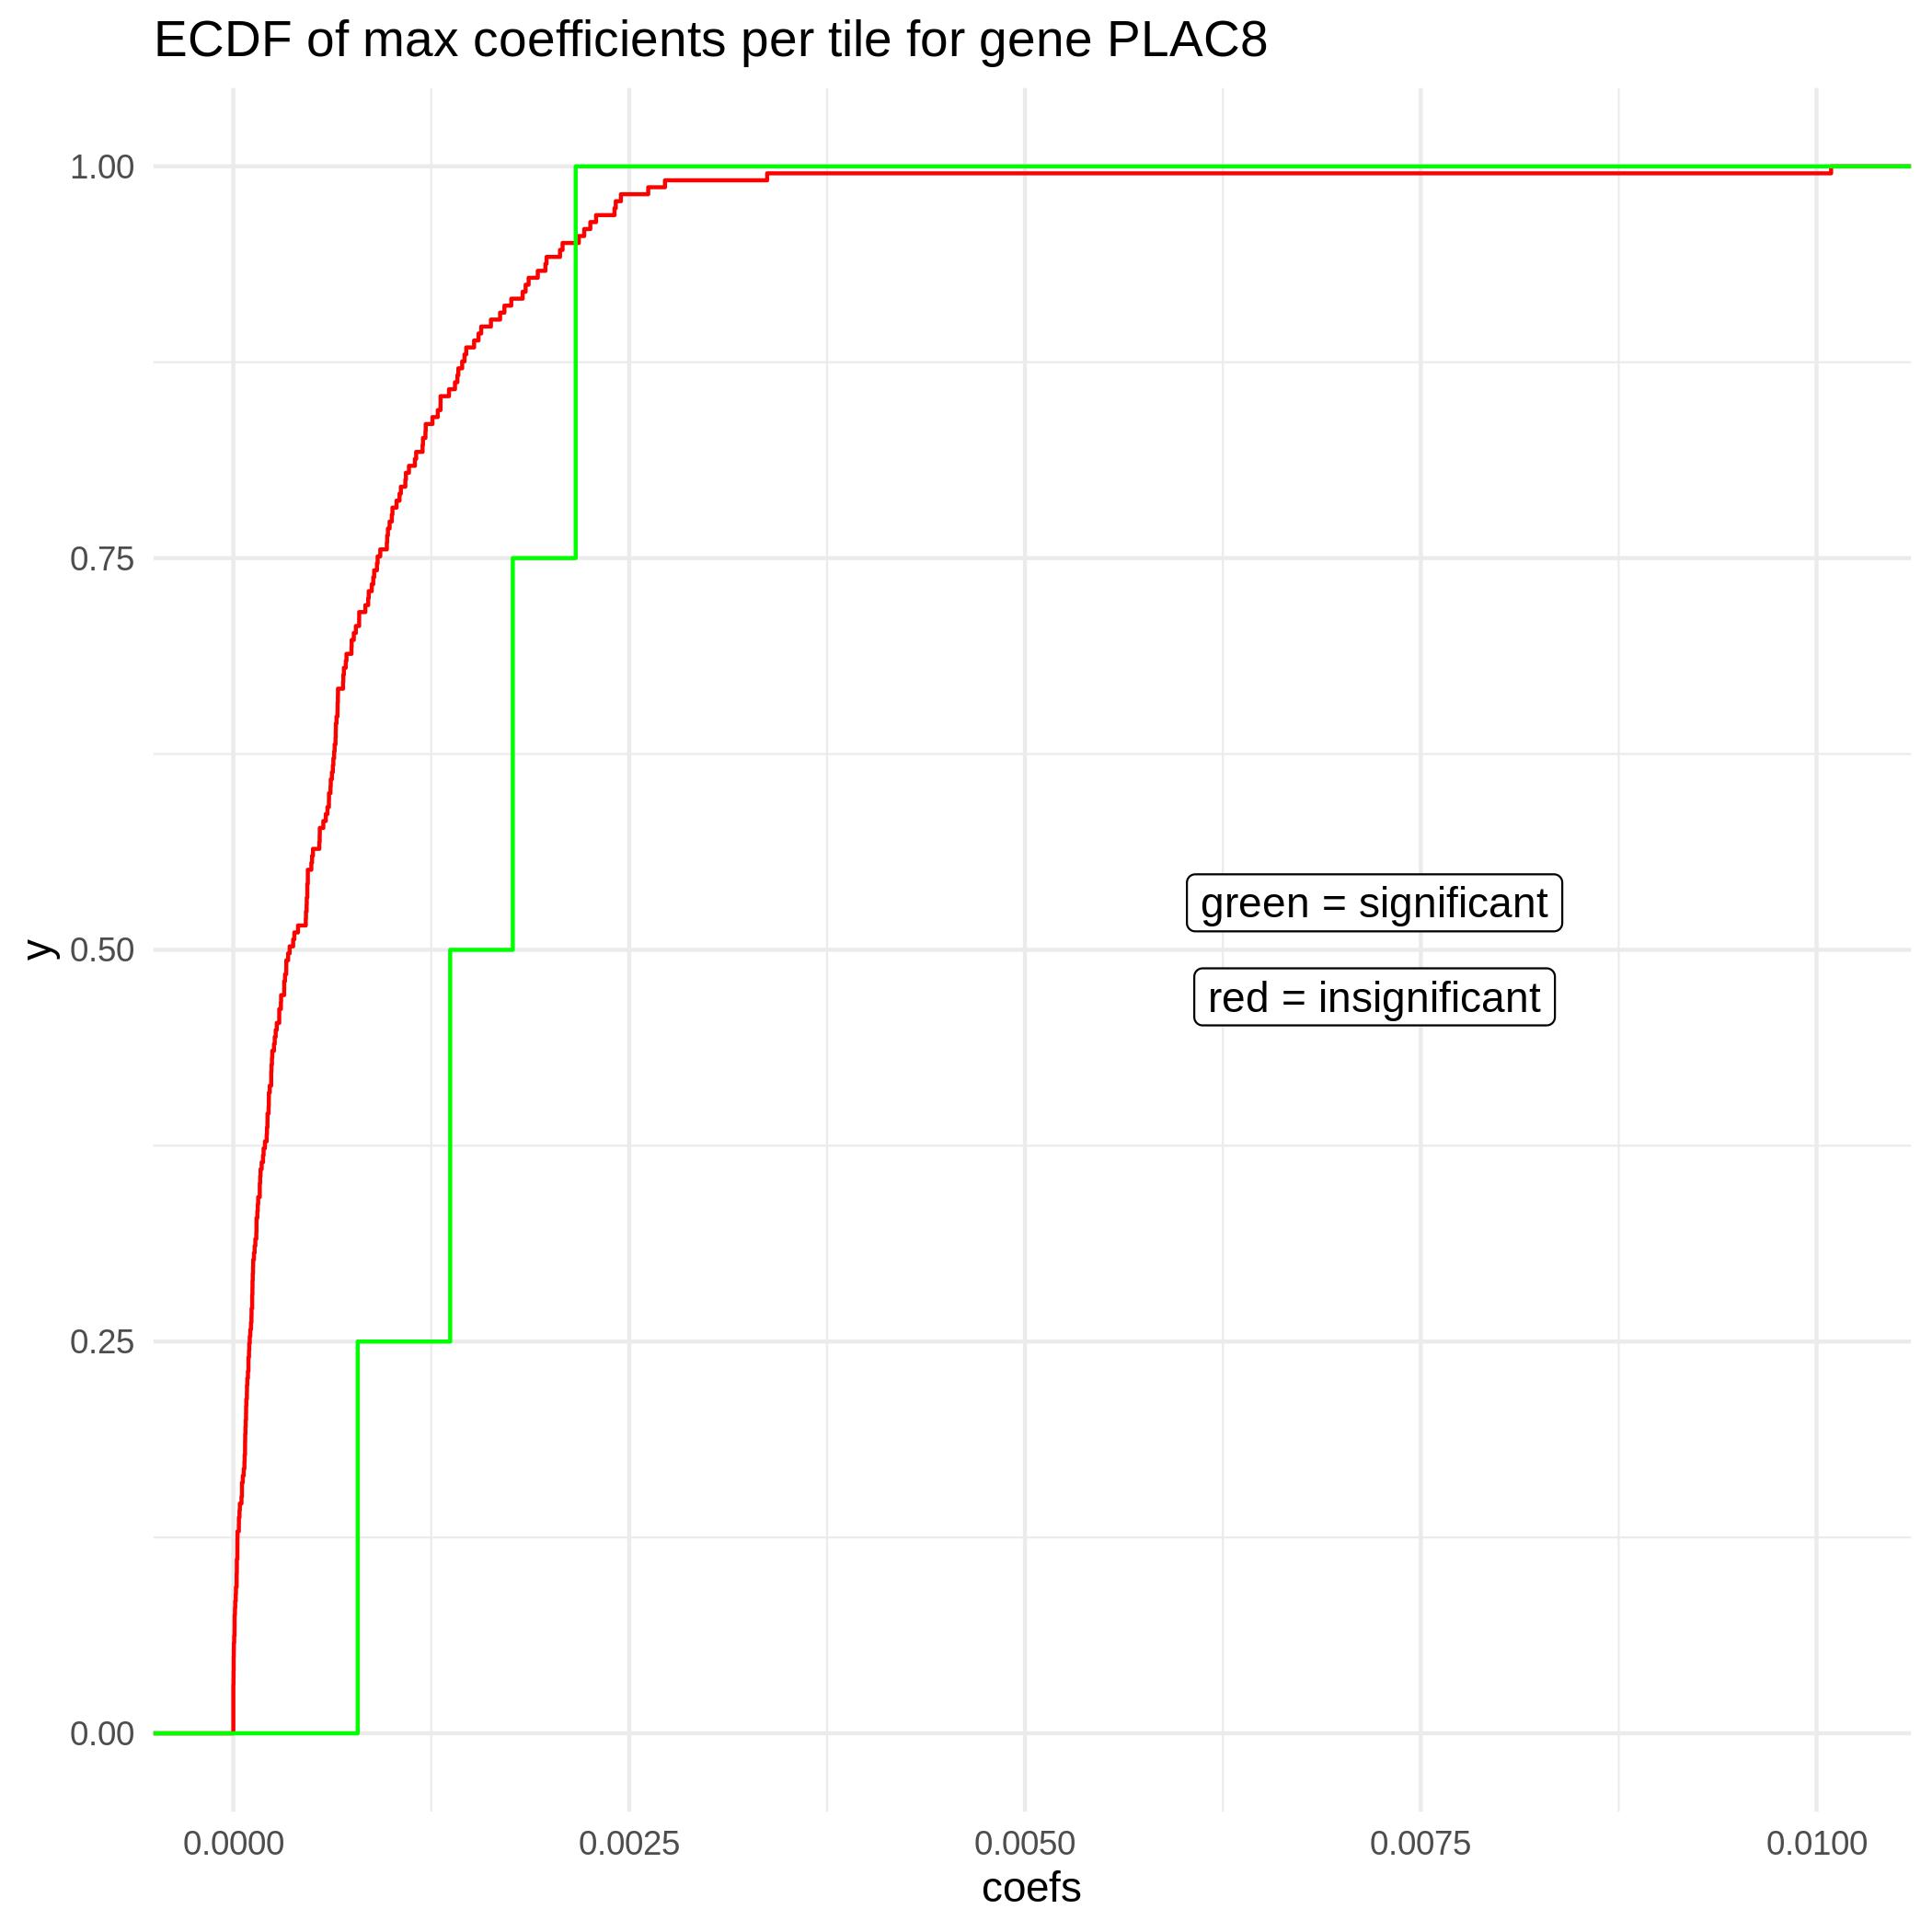 ECDF of max coefficients per tile for gene PLAC8
1.00
0.75
0.50
0.25
0.00
y
green = significant
red = insignificant
0.0000
0.0025
0.0050
0.0075
0.0100
coefs